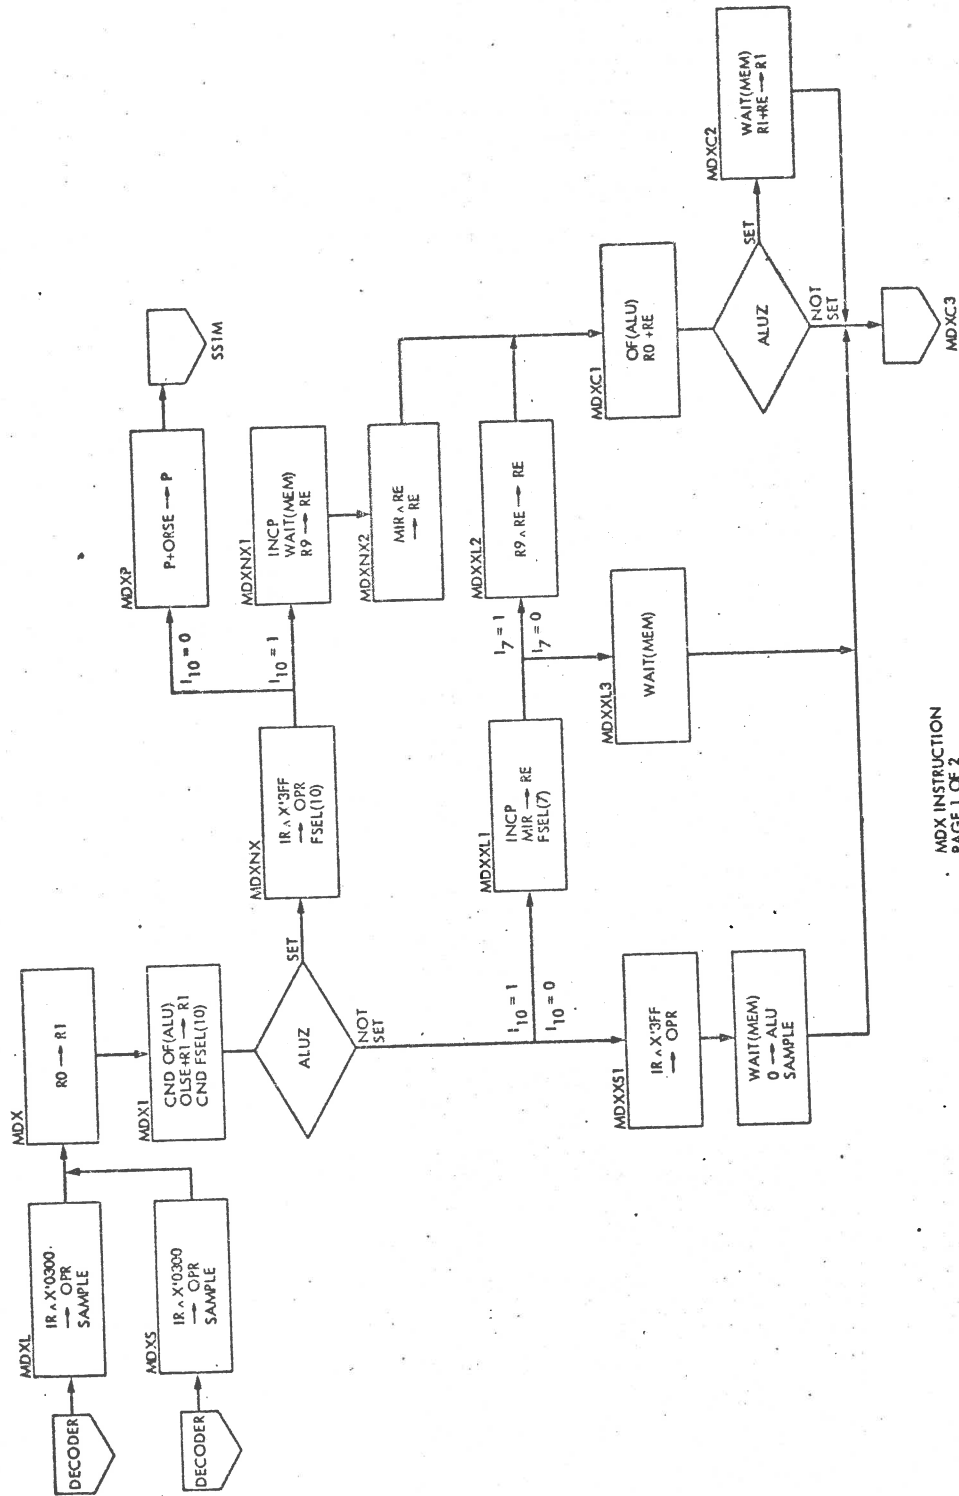 DECODER
MDXL
IR ∧ X'0300
→ OPR
SAMPLE
DECODER
MDXS
IR ∧ X'0300
→ OPR
SAMPLE
MDX
R0 → R1
MDX1
CND OF(ALU)
OLSE+R1 → R1
CND FSEL(10)
ALUZ
SET
NOT
SET
MDXNX
IR ∧ X'3FF
→ OPR
FSEL(10)
I10 = 0
I10 = 1
MDXP
P+ORSE → P
SS1M
MDXNX1
INCP
WAIT(MEM)
R9 → RE
MDXNX2
MIR ∧ RE
→ RE
I10 = 1
I10 = 0
MDXXL1
INCP
MIR → RE
FSEL(7)
I7 = 1
I7 = 0
MDXXL2
R9 ∧ RE → RE
MDXXL3
WAIT(MEM)
MDXXS1
IR ∧ X'3FF
→ OPR
WAIT(MEM)
0 → ALU
SAMPLE
MDXC1
OF(ALU)
R0 +RE
ALUZ
SET
NOT
SET
MDXC2
WAIT(MEM)
R1+RE → R1
MDXC3
MDX INSTRUCTION
PAGE 1 OF 2